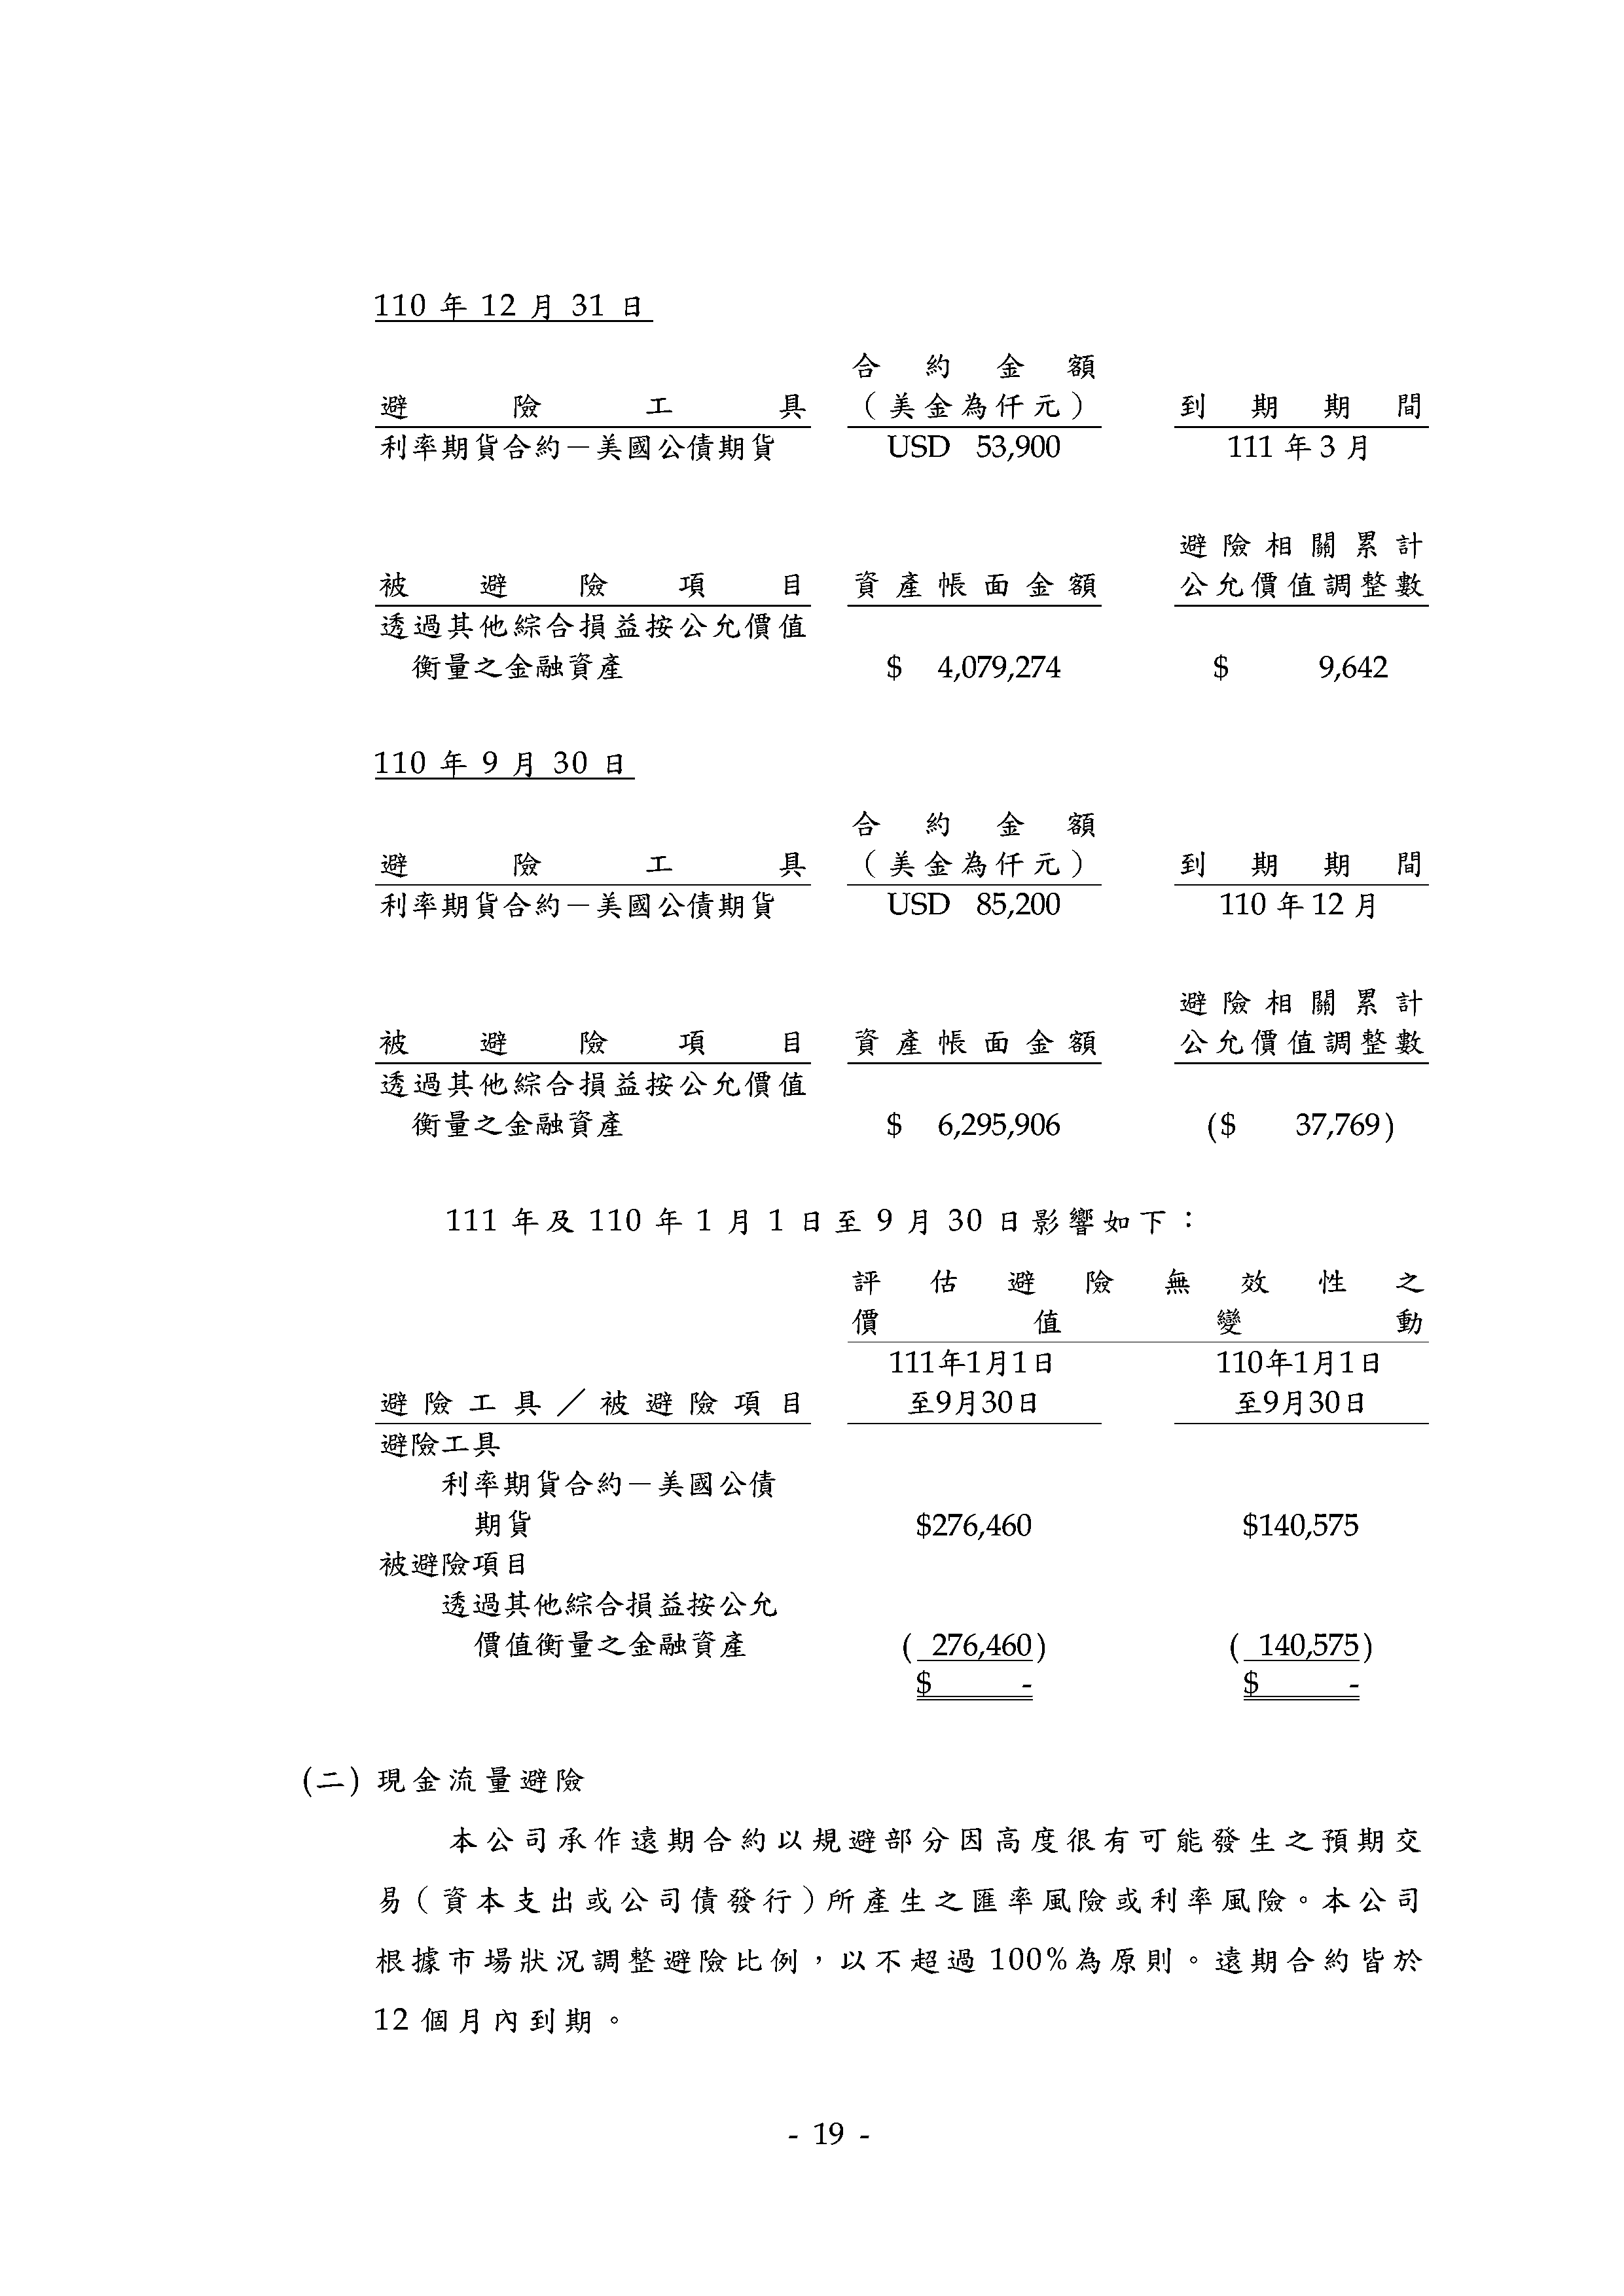 110 年 12 月 31 日
合約金額
避險工具 （美金為仟元） 到期期間
利率期貨合約－美國公債期貨 USD 53,900 111 年 3 月
避險相關累計
被避險項目 資產帳面金額 公允價值調整數
透過其他綜合損益按公允價值
衡量之金融資產 $ 4,079,274 $ 9,642
110 年 9 月 30 日
合約金額
避險工具 （美金為仟元） 到期期間
利率期貨合約－美國公債期貨 USD 85,200 110 年 12 月
避險相關累計
被避險項目 資產帳面金額 公允價值調整數
透過其他綜合損益按公允價值
衡量之金融資產 $ 6,295,906 ($ 37,769)
111 年及 110 年 1 月 1 日至 9 月 30 日影響如下：
評估避險無效性之
價值變動
111年1月1日 110年1月1日
避險工具／被避險項目 至9月30日 至9月30日
避險工具
利率期貨合約－美國公債
期貨 $276,460 $140,575
被避險項目
透過其他綜合損益按公允
價值衡量之金融資產 ( 276,460) ( 140,575)
$ - $ -
(二) 現金流量避險
本公司承作遠期合約以規避部分因高度很有可能發生之預期交
易（資本支出或公司債發行）所產生之匯率風險或利率風險。本公司
根據市場狀況調整避險比例，以不超過 100%為原則。遠期合約皆於
12 個月內到期。
- 19 -